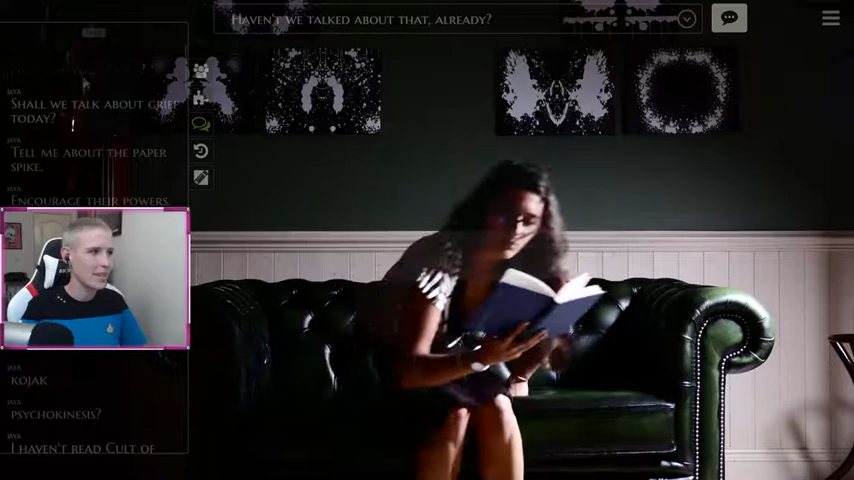 HAVEN'T WE TALKED ABOUT THAT, ALREADY?
JAYA
SHALL WE TALK ABOUT GRIEF
TODAY?
JAYA
TELL ME ABOUT THE PAPER
SPIKE.
JAYA
ENCOURAGE THEIR POWERS.
KOJAK
JAYA
PSYCHOKINESIS?
JAYA
I HAVEN'T READ CULT OF